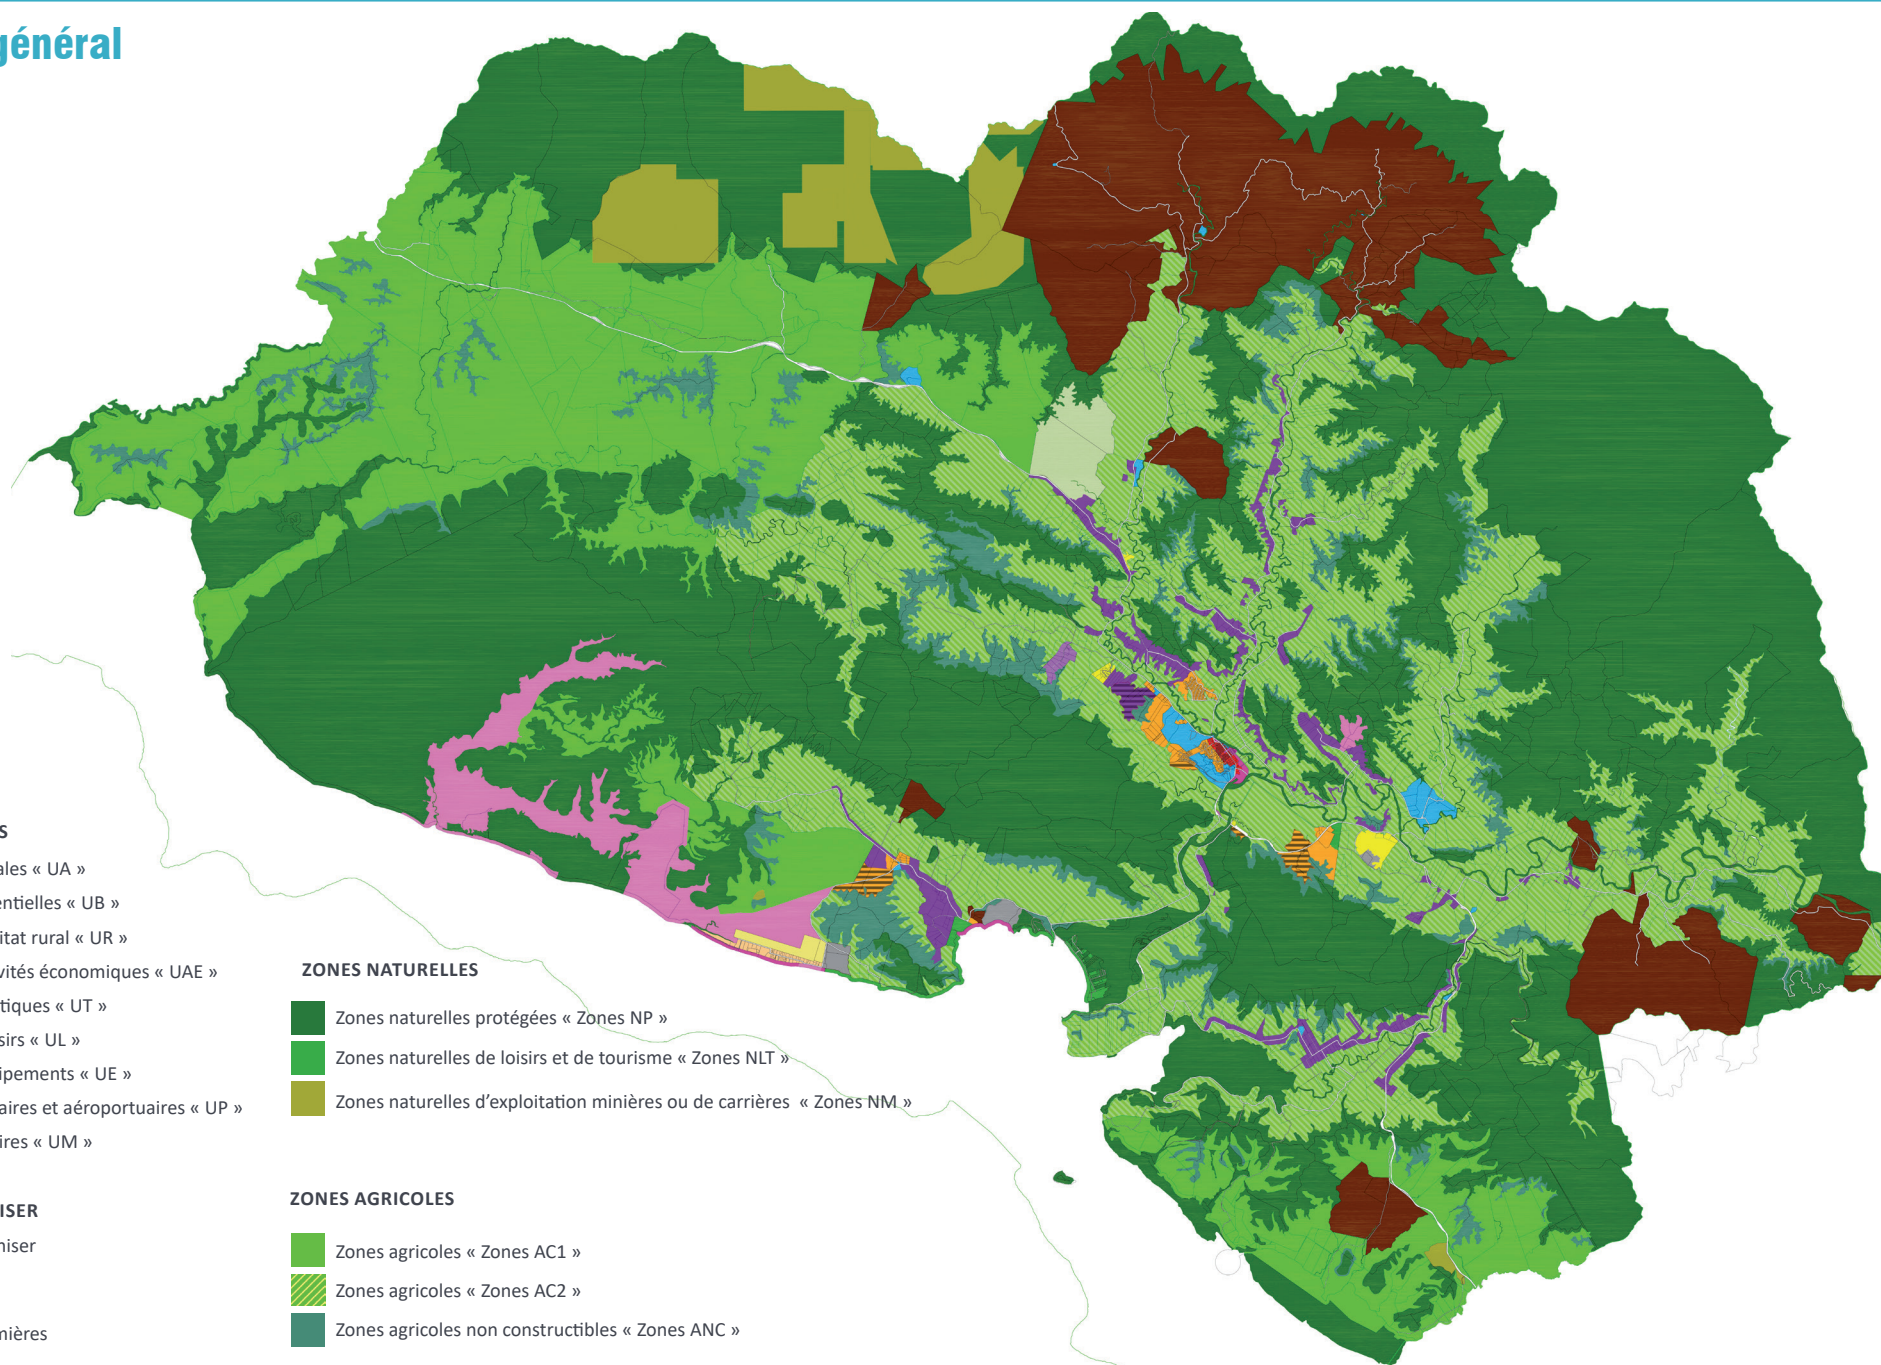 général
S
ales « UA »
entielles « UB »
itat rural « UR »
vités économiques « UAE »
tiques « UT »
sirs « UL »
ipements « UE »
aires et aéroportuaires « UP »
ires « UM »
ISER
niser
nières
ZONES NATURELLES
Zones naturelles protégées « Zones NP »
Zones naturelles de loisirs et de tourisme « Zones NLT »
Zones naturelles d'exploitation minières ou de carrières « Zones NM »
ZONES AGRICOLES
Zones agricoles « Zones AC1 »
Zones agricoles « Zones AC2 »
Zones agricoles non constructibles « Zones ANC »